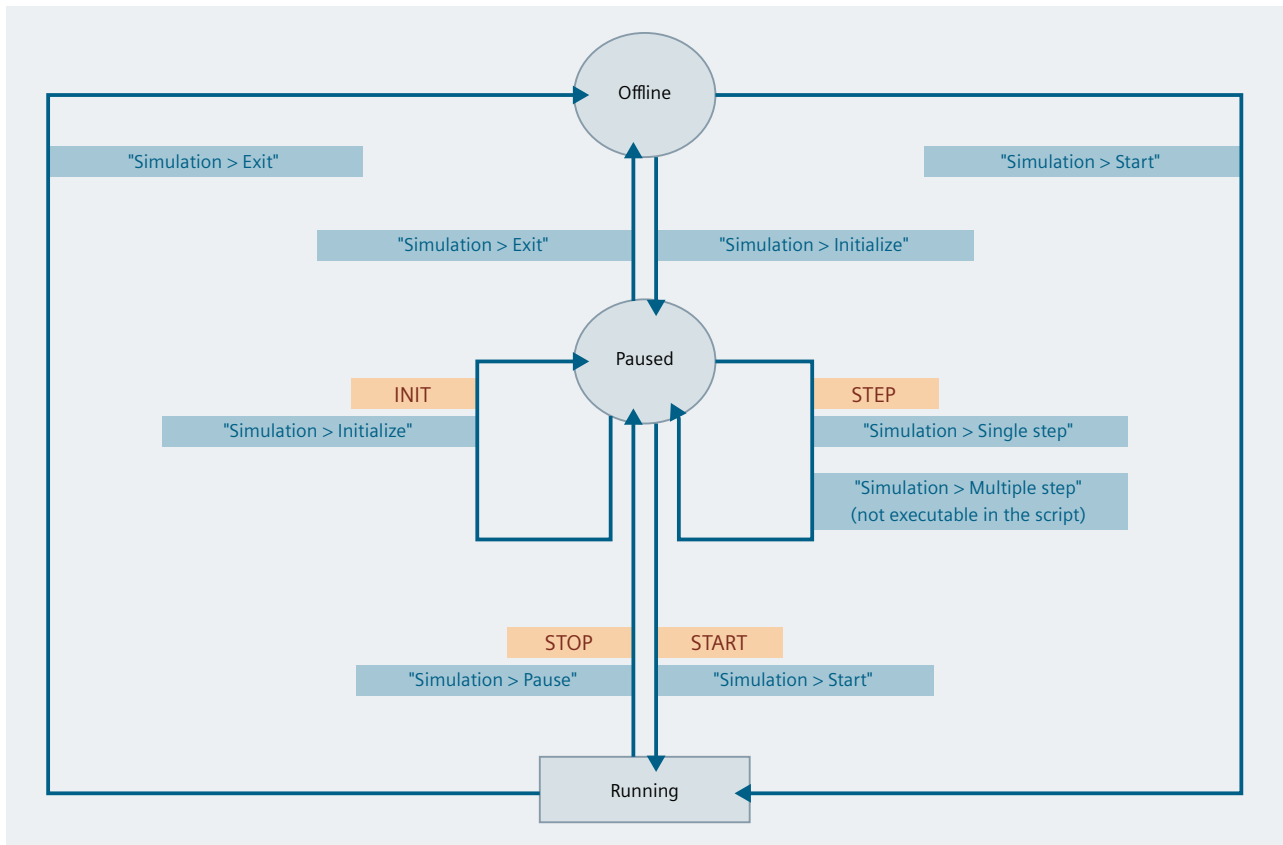 Offline
"Simulation > Exit"
"Simulation > Start"
"Simulation > Exit"
"Simulation > Initialize"
Paused
INIT
STEP
"Simulation > Initialize"
"Simulation > Single step"
"Simulation > Multiple step"
(not executable in the script)
STOP
START
"Simulation > Pause"
"Simulation > Start"
Running